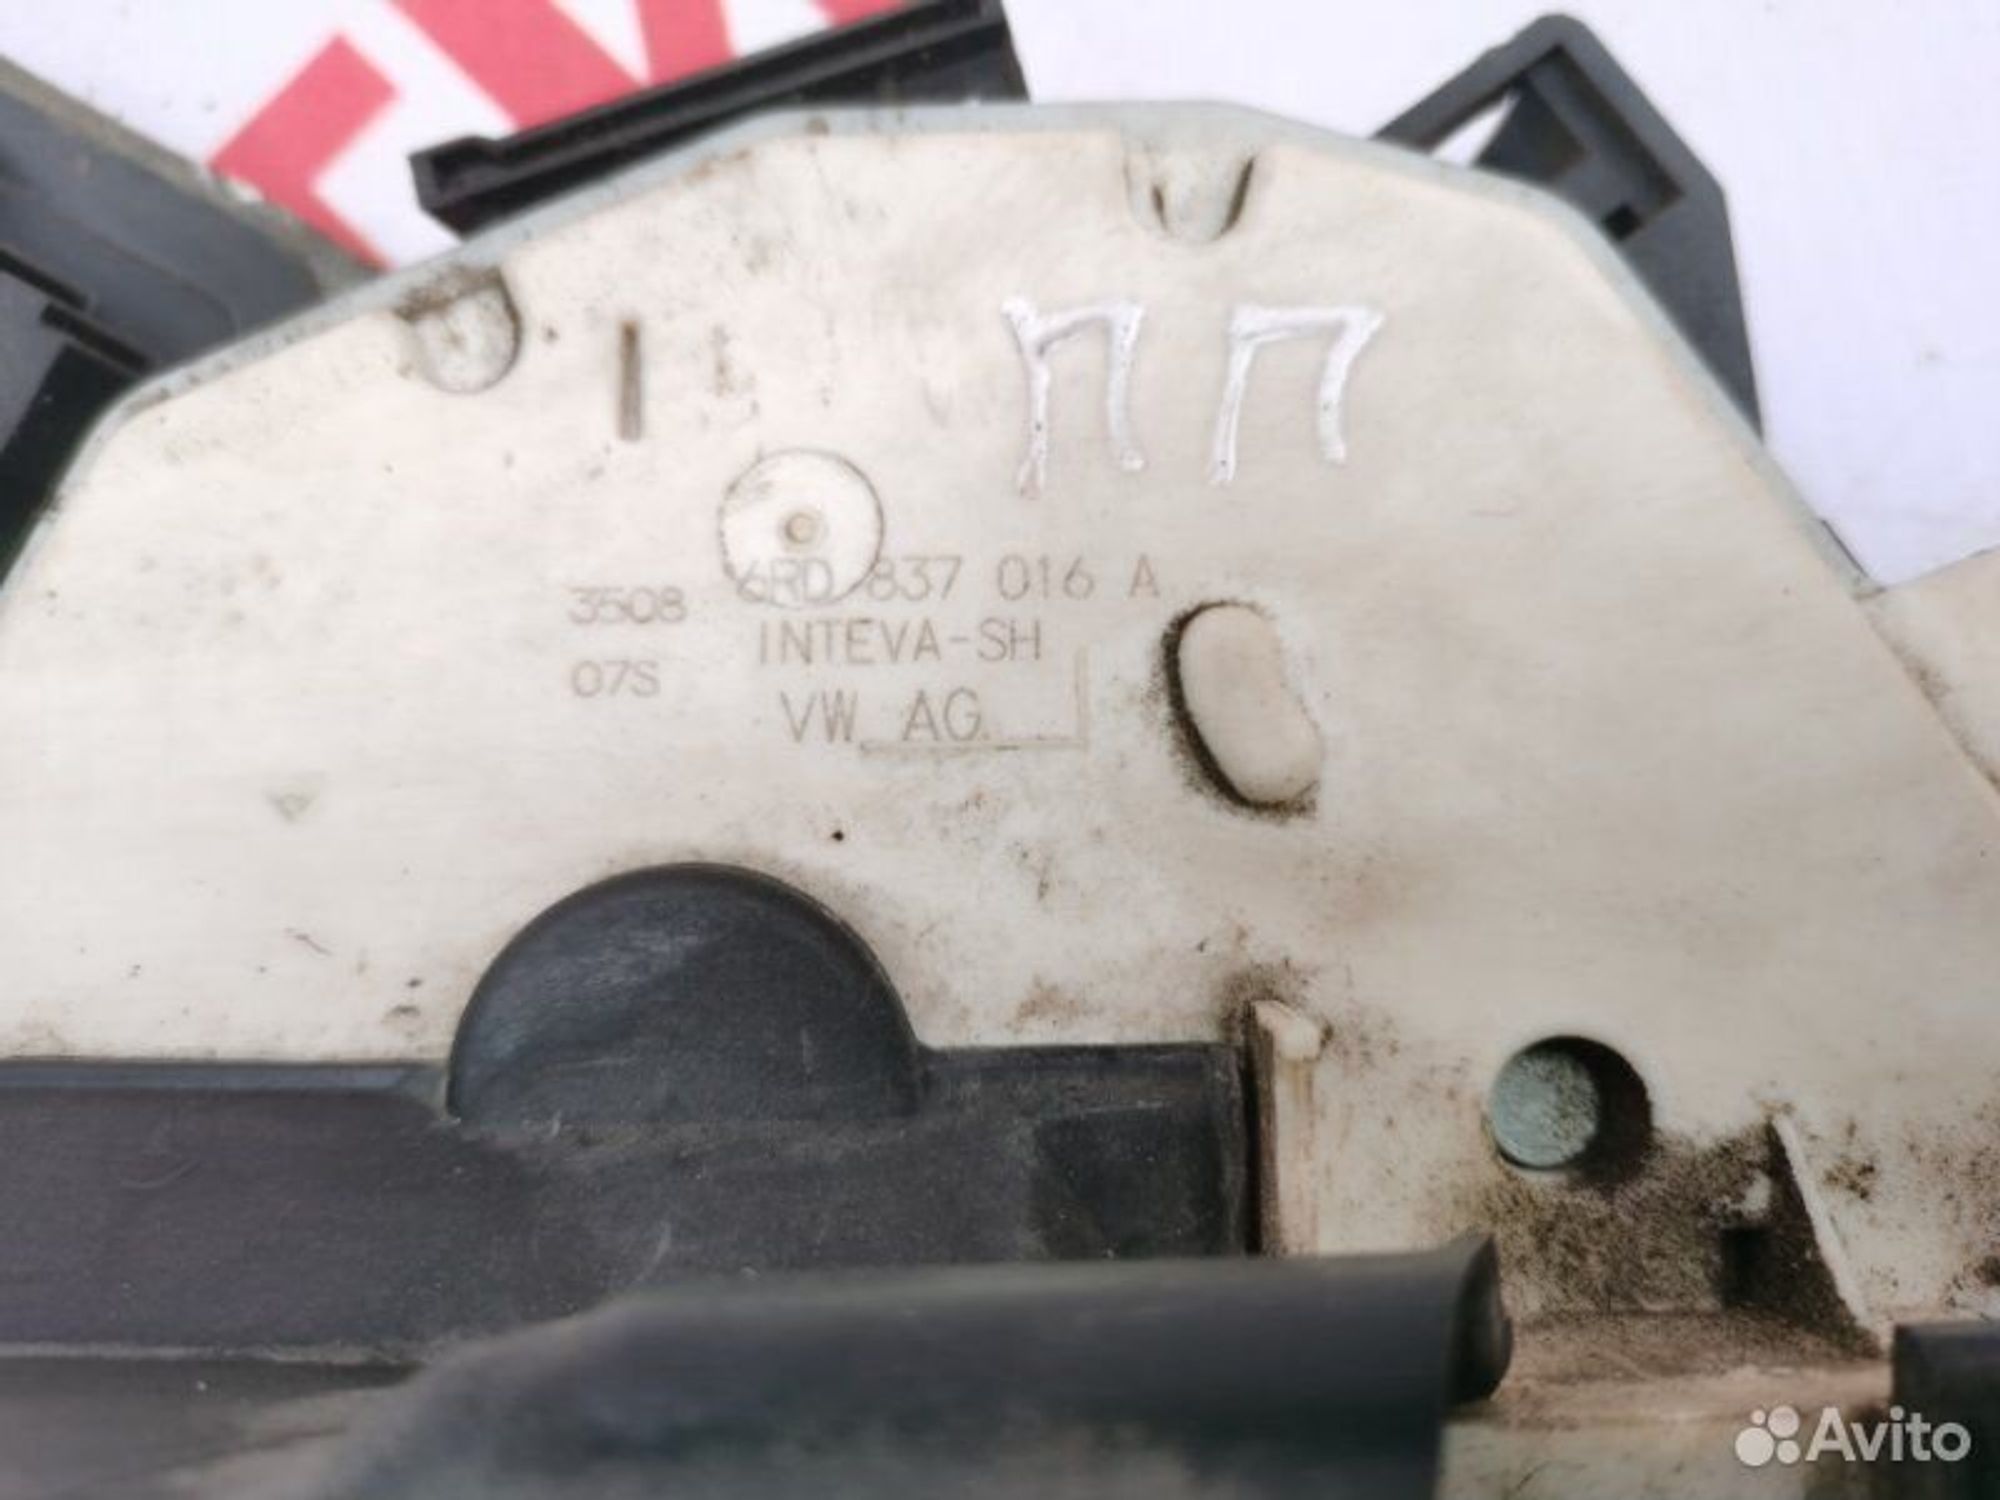 ПП
6RD 837 016 A
3508
INTEVA-SH
07S
VW AG
Avito